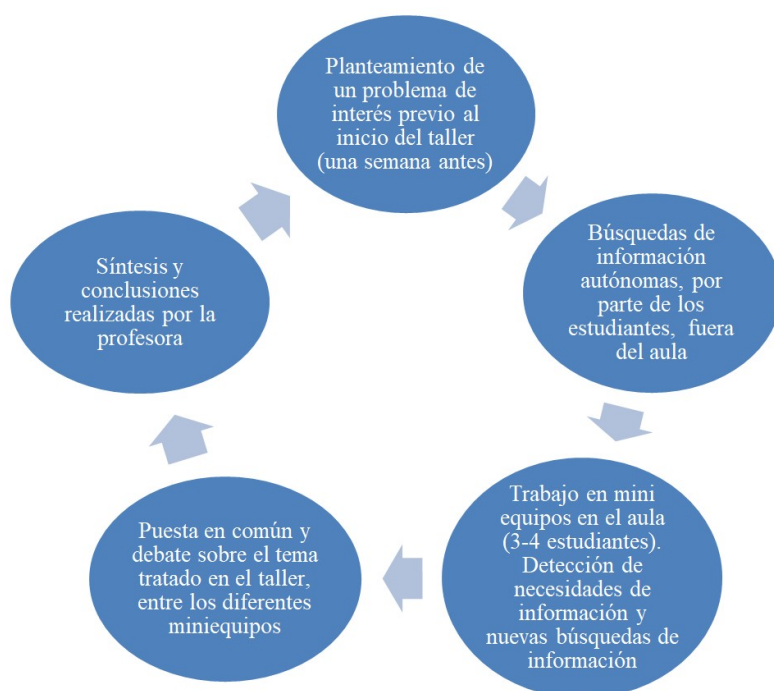 Planteamiento de
un problema de
interés previo al
inicio del taller
(una semana antes)
Búsquedas de
información
autónomas, por
parte de los
estudiantes, fuera
del aula
Trabajo en mini
equipos en el aula
(3-4 estudiantes).
Detección de
necesidades de
información y
nuevas búsquedas de
información
Puesta en común y
debate sobre el tema
tratado en el taller,
entre los diferentes
miniequipos
Síntesis y
conclusiones
realizadas por la
profesora